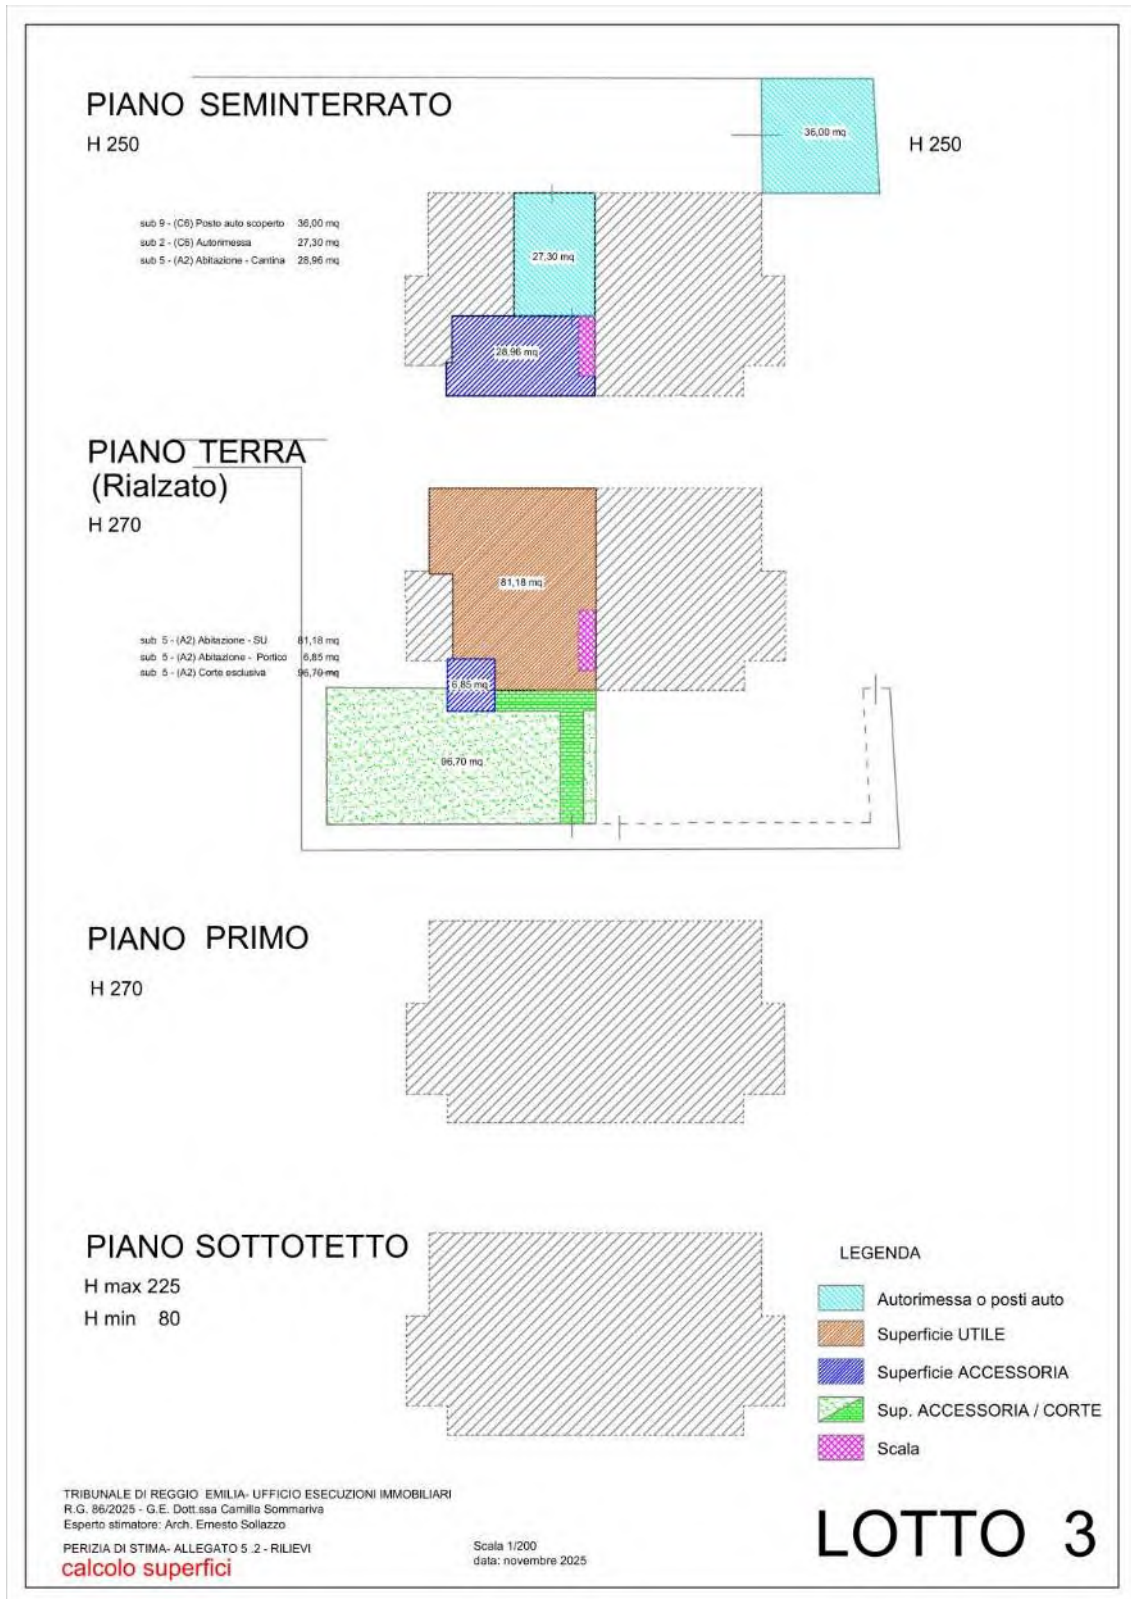 PIANO SEMINTERRATO
H 250
36,00 mq
H 250
sub 9 - (C6) Posto auto scoperto 36,00 mq
sub 2 - (C6) Autorimessa 27,30 mq
sub 5 - (A2) Abitazione - Cantina 28,96 mq
27,30 mq
28,96 mq
PIANO TERRA
(Rialzato)
H 270
81,18 mq
sub 5 - (A2) Abitazione - SU 81,18 mq
sub 5 - (A2) Abitazione - Portico 6,85 mq
sub 5 - (A2) Corte esclusiva 96,70 mq
6,85 mq
96,70 mq
PIANO PRIMO
H 270
PIANO SOTTOTETTO
H max 225
H min 80
LEGENDA
Autorimessa o posti auto
Superficie UTILE
Superficie ACCESSORIA
Sup. ACCESSORIA / CORTE
Scala
TRIBUNALE DI REGGIO EMILIA- UFFICIO ESECUZIONI IMMOBILIARI
R.G. 86/2025 - G.E. Dott.ssa Camilla Sommariva
Esperto stimatore: Arch. Ernesto Sollazzo
PERIZIA DI STIMA- ALLEGATO 5 .2 - RILIEVI
calcolo superfici
Scala 1/200
data: novembre 2025
LOTTO 3